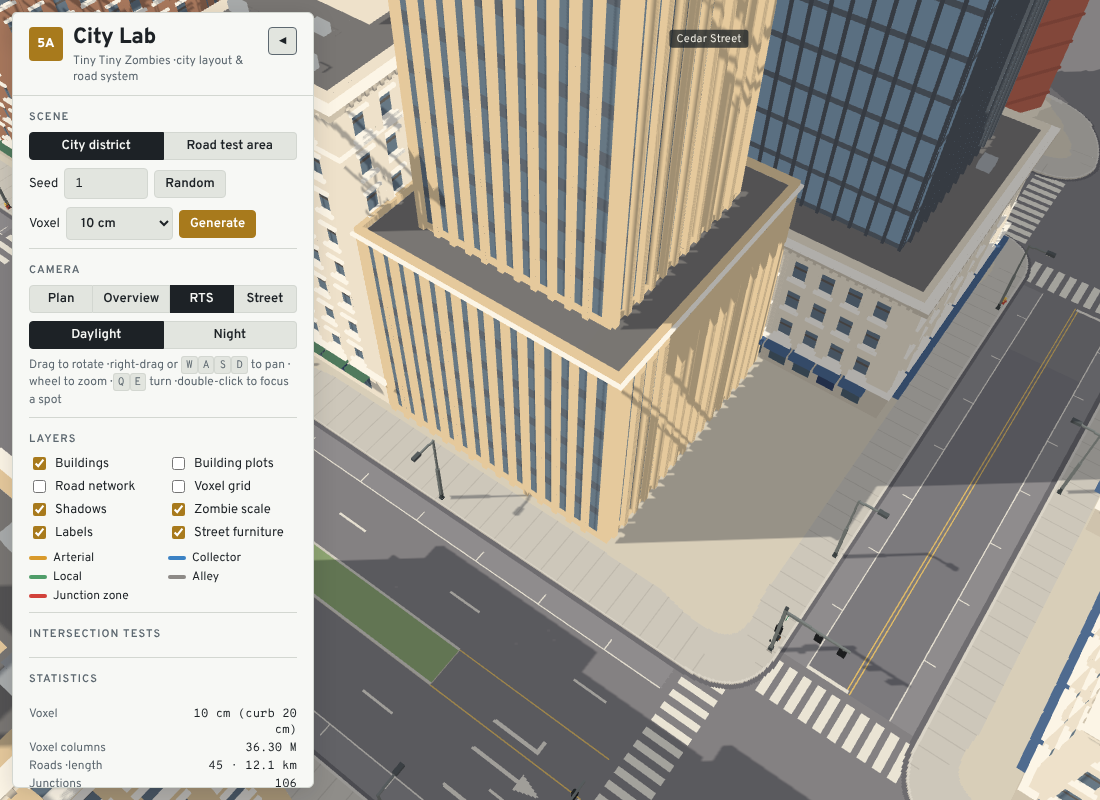 5A
City Lab
◄
Tiny Tiny Zombies · city layout &
road system
SCENE
City district
Road test area
Seed 1 Random
Voxel 10 cm Generate
CAMERA
Plan Overview RTS Street
Daylight Night
Drag to rotate · right-drag or W A S D to pan ·
wheel to zoom · Q E turn · double-click to focus
a spot
LAYERS
Buildings Building plots
Road network Voxel grid
Shadows Zombie scale
Labels Street furniture
Arterial Collector
Local Alley
Junction zone
INTERSECTION TESTS
STATISTICS
Voxel 10 cm (curb 20
cm)
Voxel columns 36.30 M
Roads · length 45 · 12.1 km
Junctions 106
Cedar Street